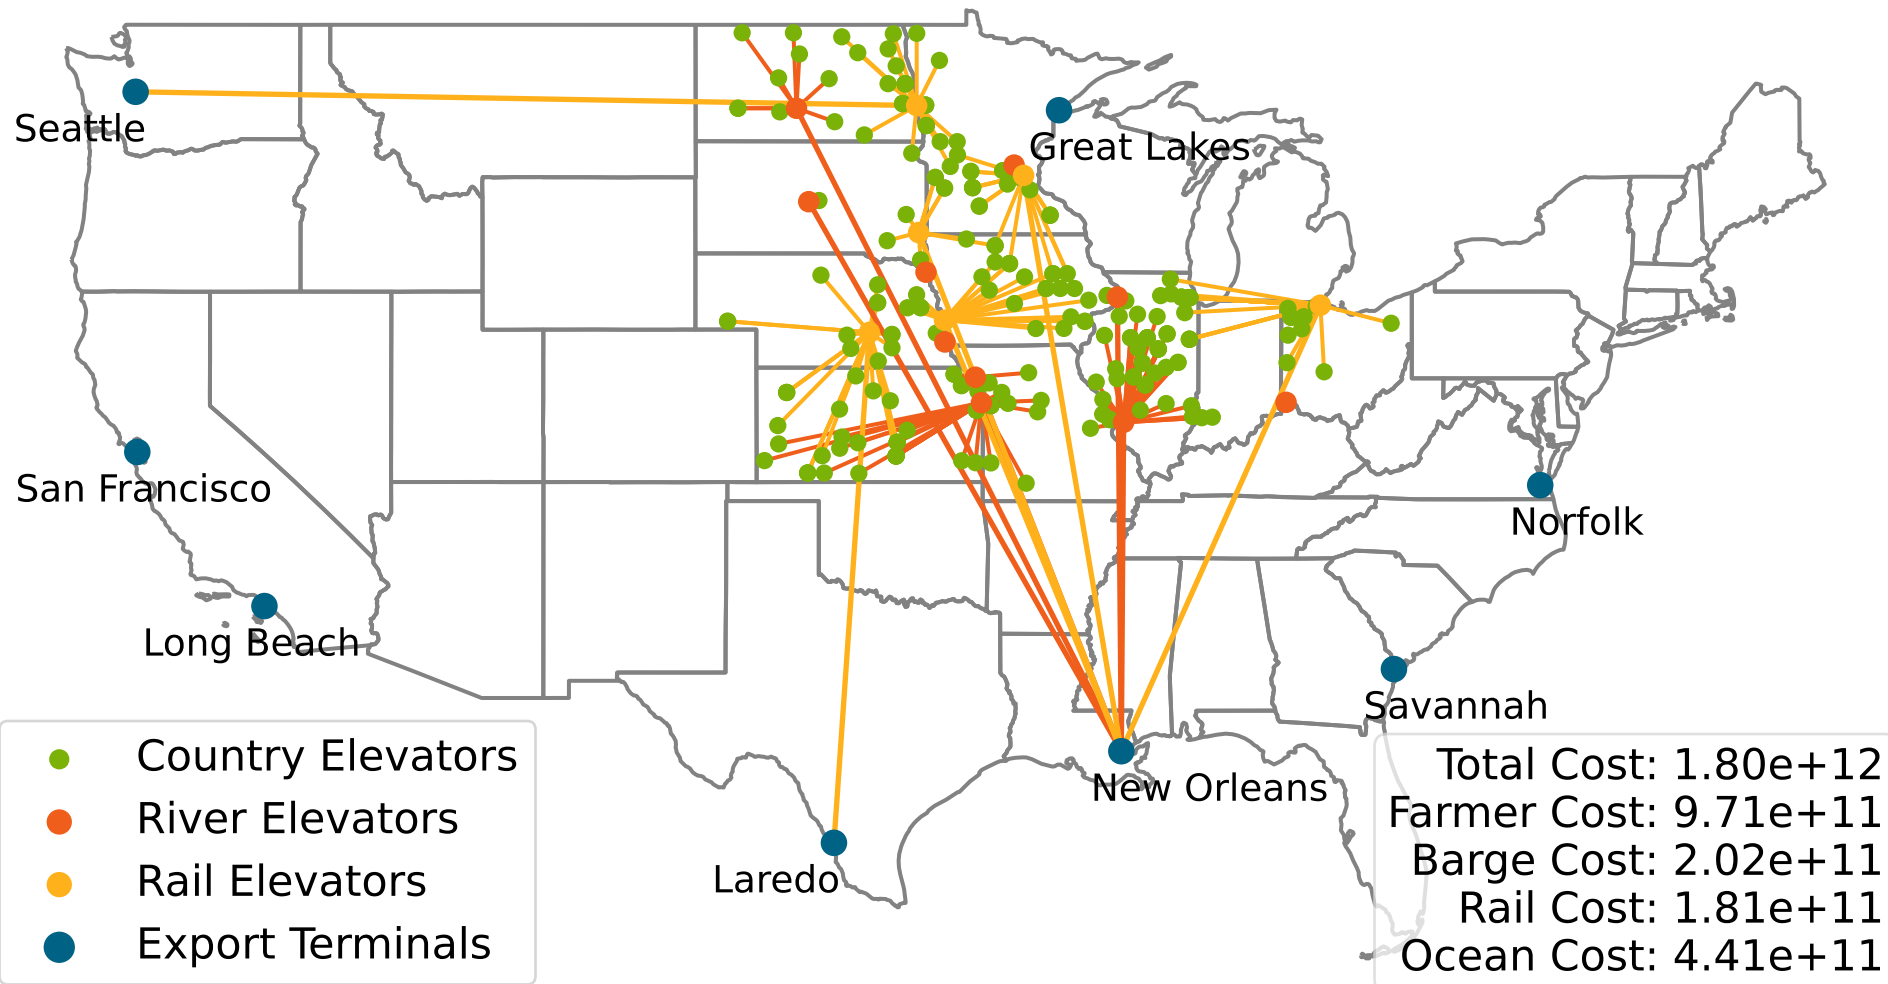 Seattle
Great Lakes
San Francisco
Norfolk
Long Beach
Savannah
New Orleans
Laredo
Country Elevators
River Elevators
Rail Elevators
Export Terminals
Total Cost: 1.80e+12
Farmer Cost: 9.71e+11
Barge Cost: 2.02e+11
Rail Cost: 1.81e+11
Ocean Cost: 4.41e+11